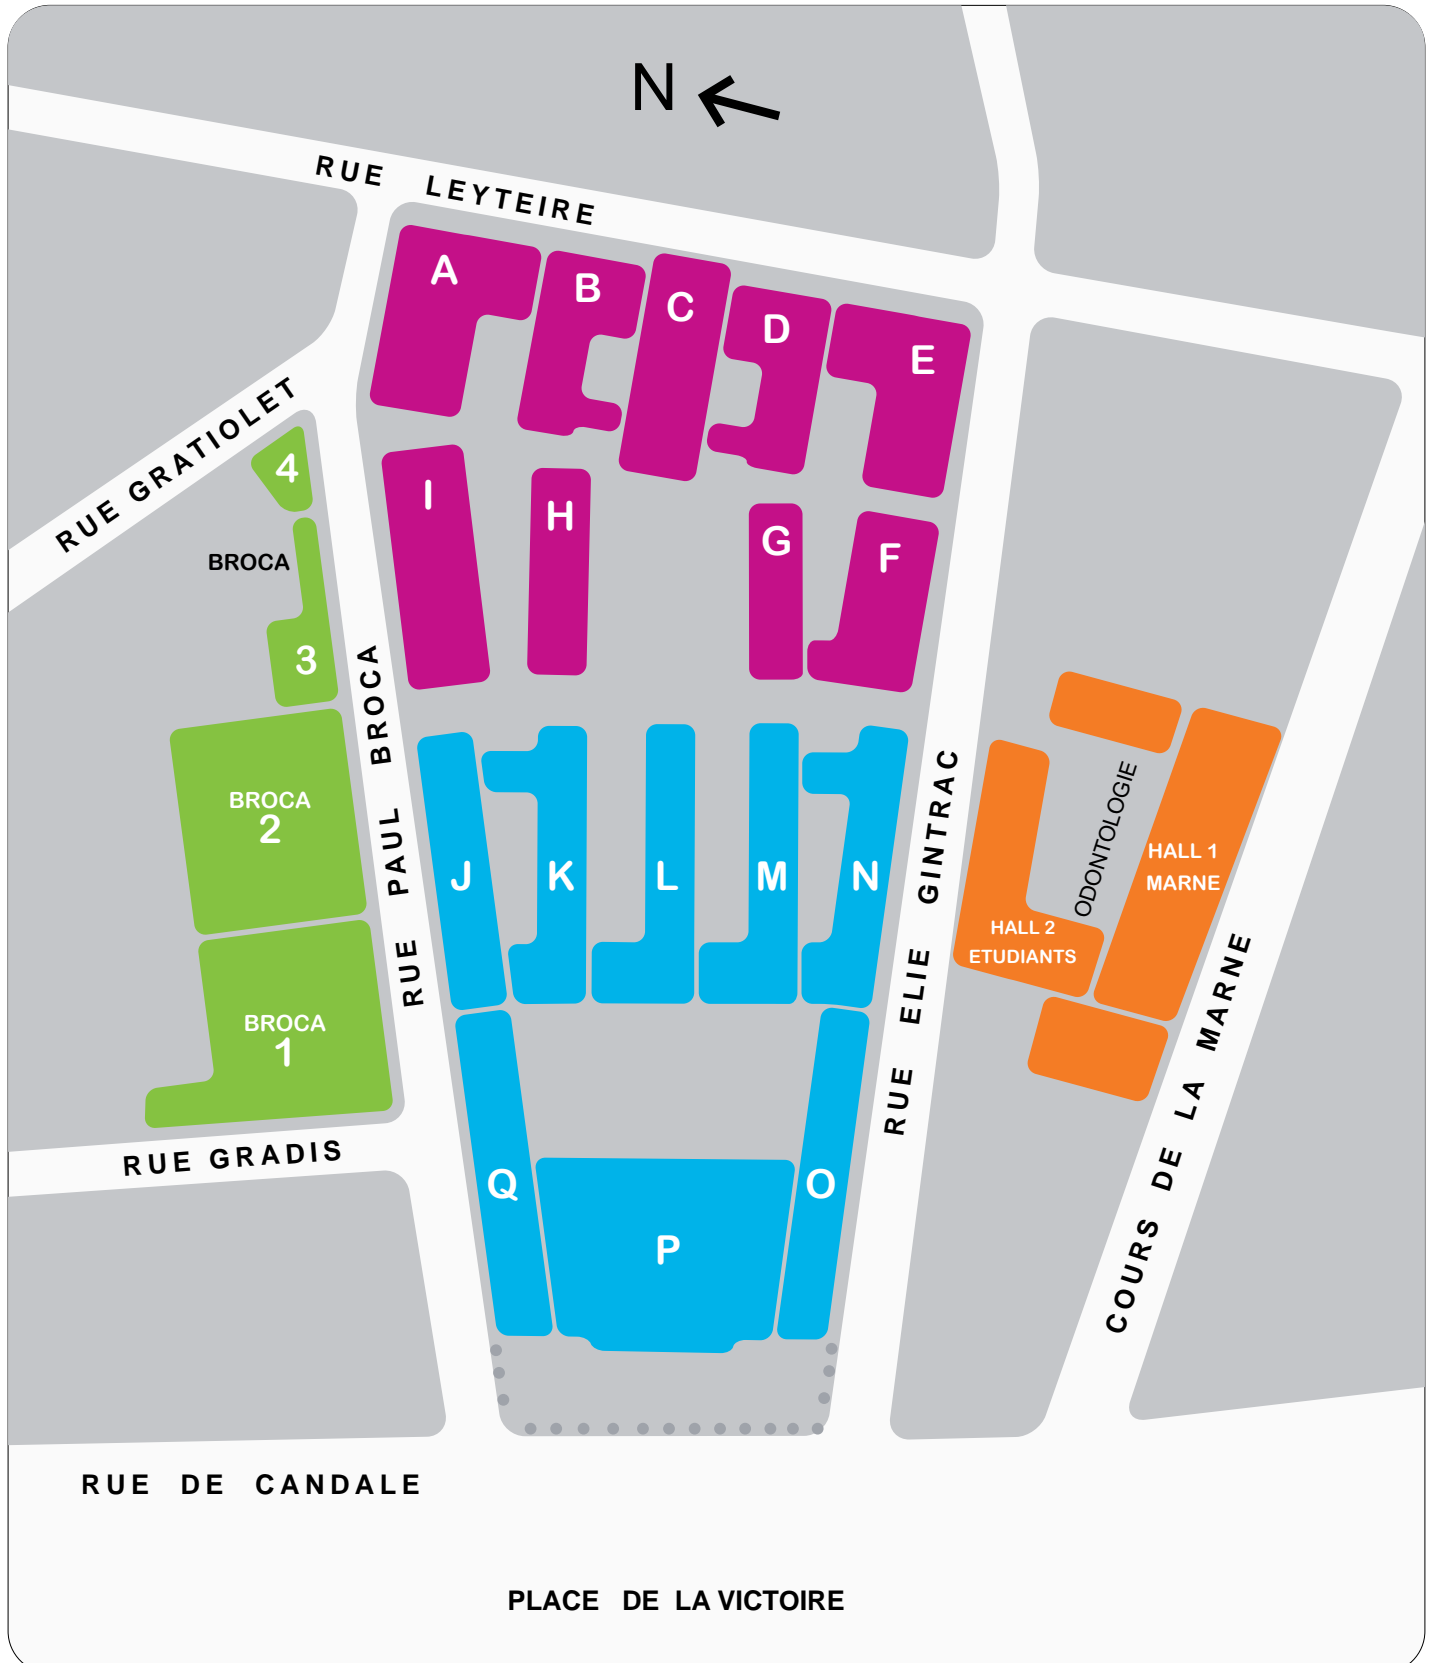 N
RUE LEYTEIRE
A
B
C
D
E
RUE GRATIOLET
4
BROCA
3
I
H
G
F
RUE PAUL BROCA
BROCA
2
BROCA
1
J
K
L
M
N
RUE ELIE GINTRAC
ODONTOLOGIE
HALL 1
MARNE
HALL 2
ETUDIANTS
COURS DE LA MARNE
RUE GRADIS
Q
P
O
RUE DE CANDALE
PLACE DE LA VICTOIRE